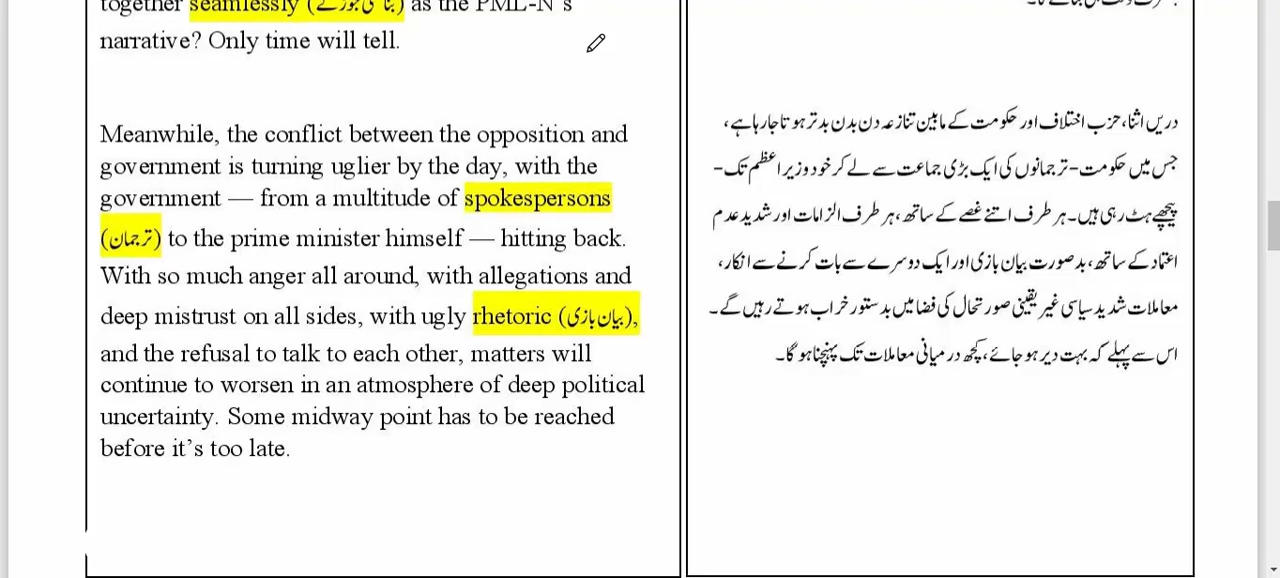 together seamlessly (بنا کسی جوڑکے) as the PML-N's
narrative? Only time will tell.
Meanwhile, the conflict between the opposition and
government is turning uglier by the day, with the
government — from a multitude of spokespersons
(ترجمان) to the prime minister himself — hitting back.
With so much anger all around, with allegations and
deep mistrust on all sides, with ugly rhetoric (بیان بازی),
and the refusal to talk to each other, matters will
continue to worsen in an atmosphere of deep political
uncertainty. Some midway point has to be reached
before it's too late.
دریں اثنا، حزب اختلاف اور حکومت کے مابین تنازعہ دن بدن بدتر ہوتا جارہا ہے،
جس میں حکومت-ترجمانوں کی ایک بڑی جماعت سے لے کر خود وزیر اعظم تک-
پیچھے ہٹ رہی ہیں۔ہر طرف اتنے غصے کے ساتھ، ہر طرف الزامات اور شدید عدم
اعتماد کے ساتھ، بدصورت بیان بازی اور ایک دوسرے سے بات کرنے سے انکار،
معاملات شدید سیاسی غیر یقینی صورتحال کی فضا میں بدستور خراب ہوتے رہیں گے۔
اس سے پہلے کہ بہت دیر ہوجائے، کچھ درمیانی معاملات تک پہنچنا ہو گا۔